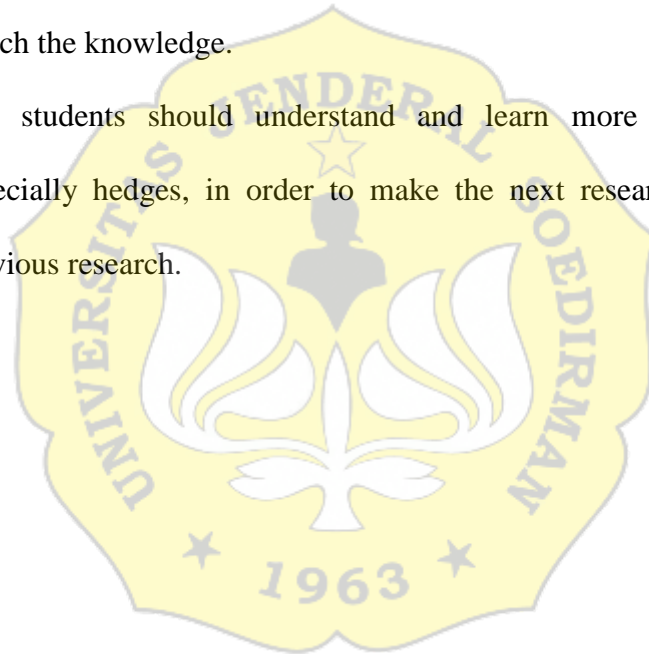 ch the knowledge.
students should understand and learn more
ecially hedges, in order to make the next resear
vious research.
UNIVERSITAS JENDERAL SOEDIRMAN
★ 1963 ★